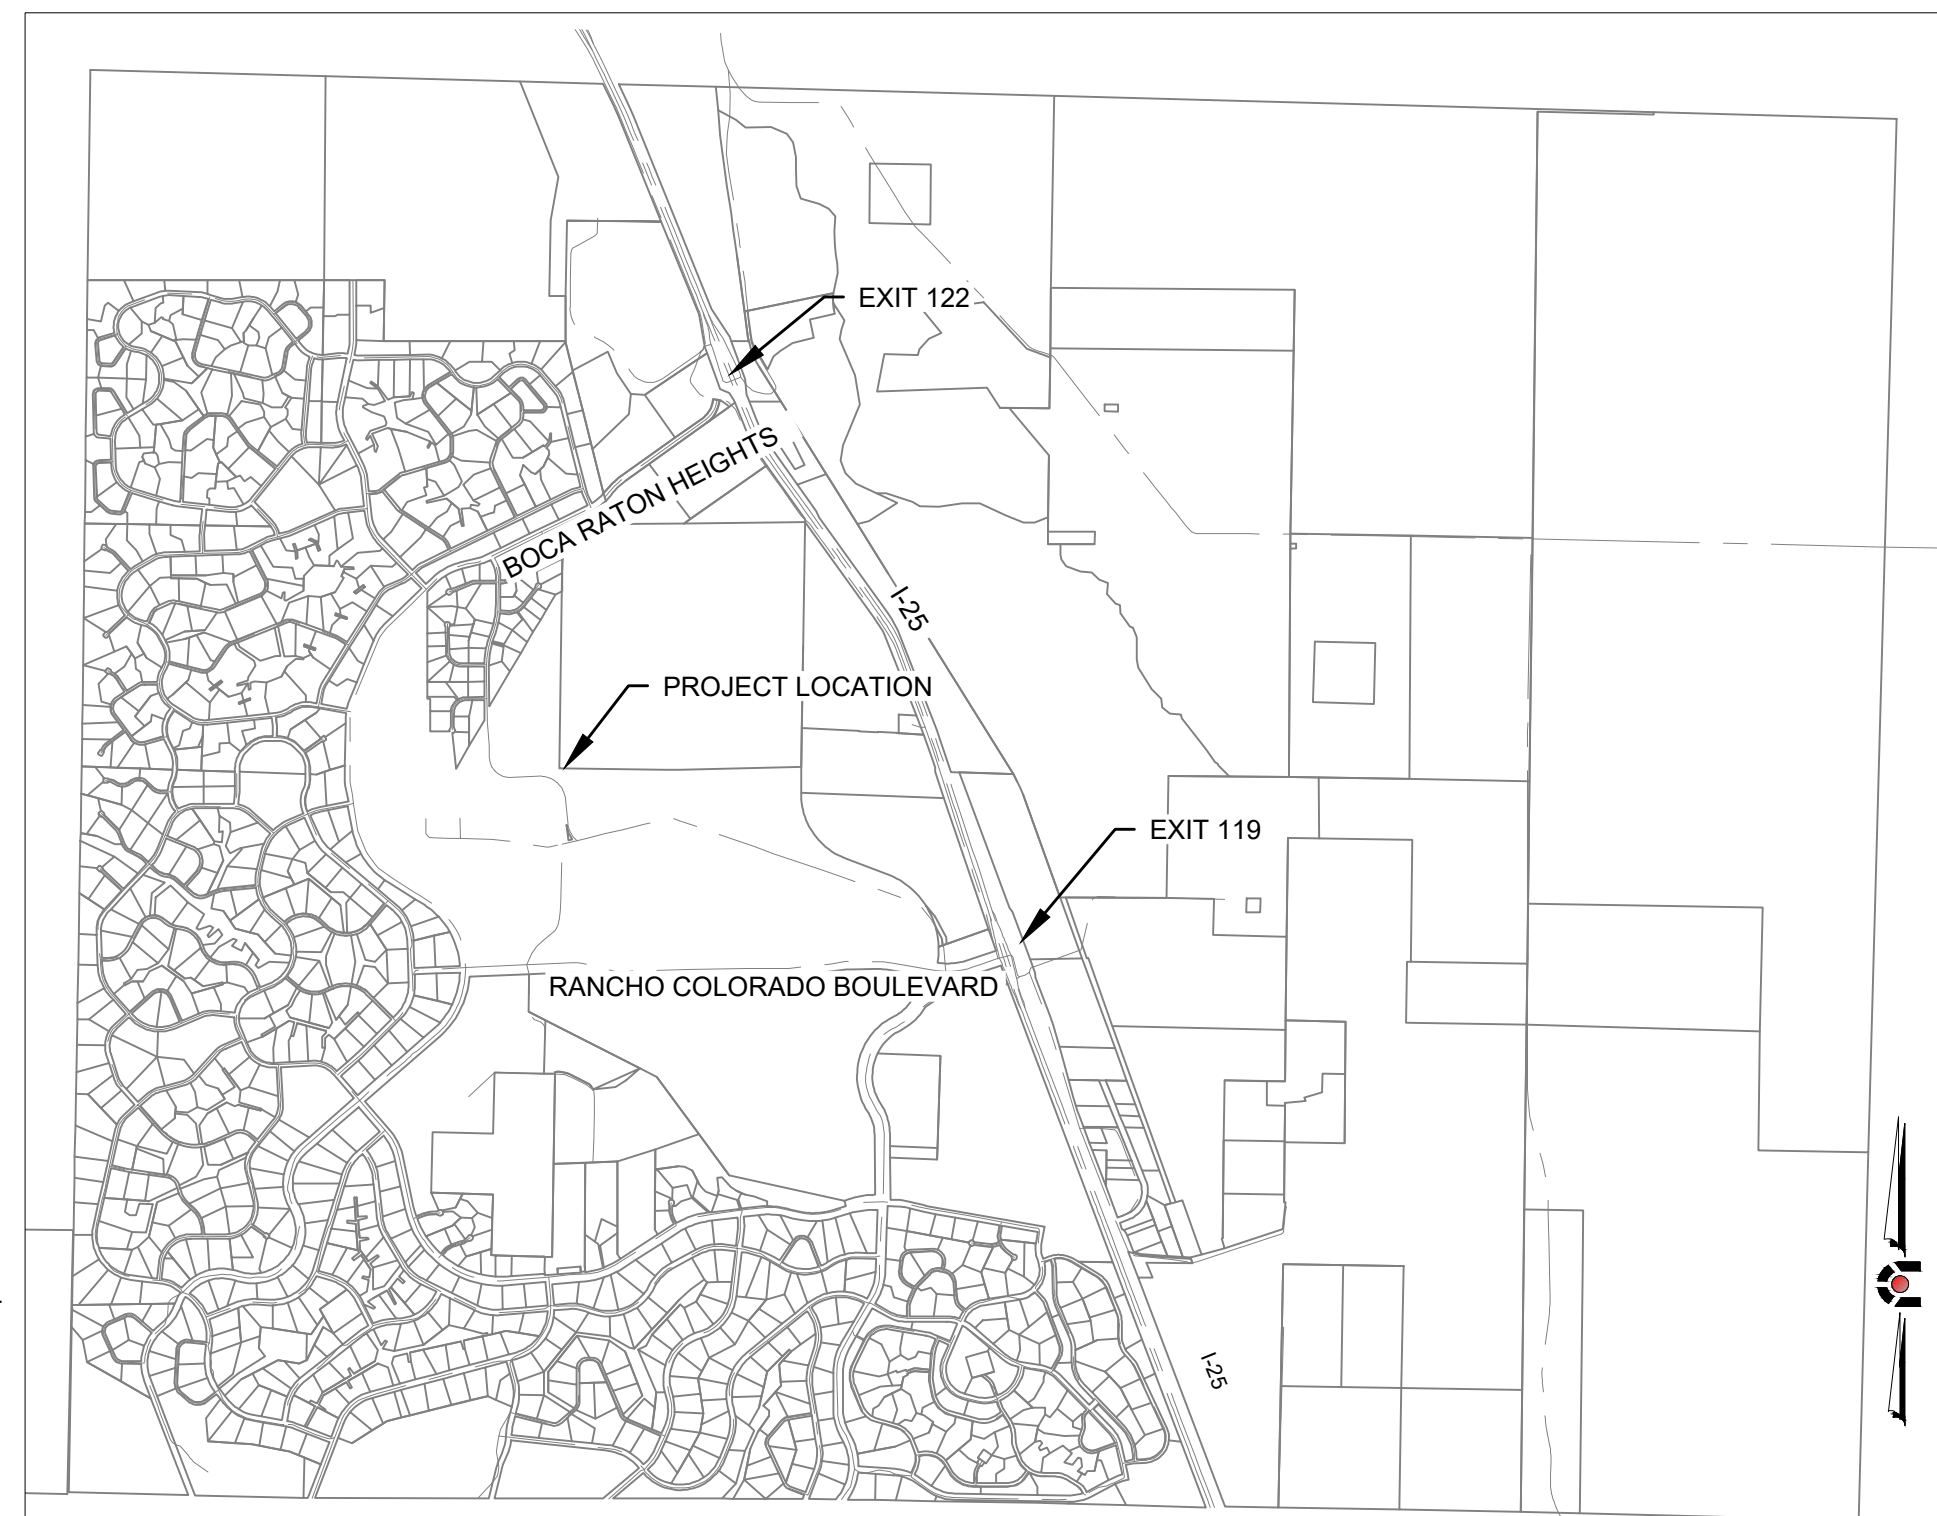 EXIT 122
BOCA RATON HEIGHTS
I-25
PROJECT LOCATION
EXIT 119
RANCHO COLORADO BOULEVARD
I-25